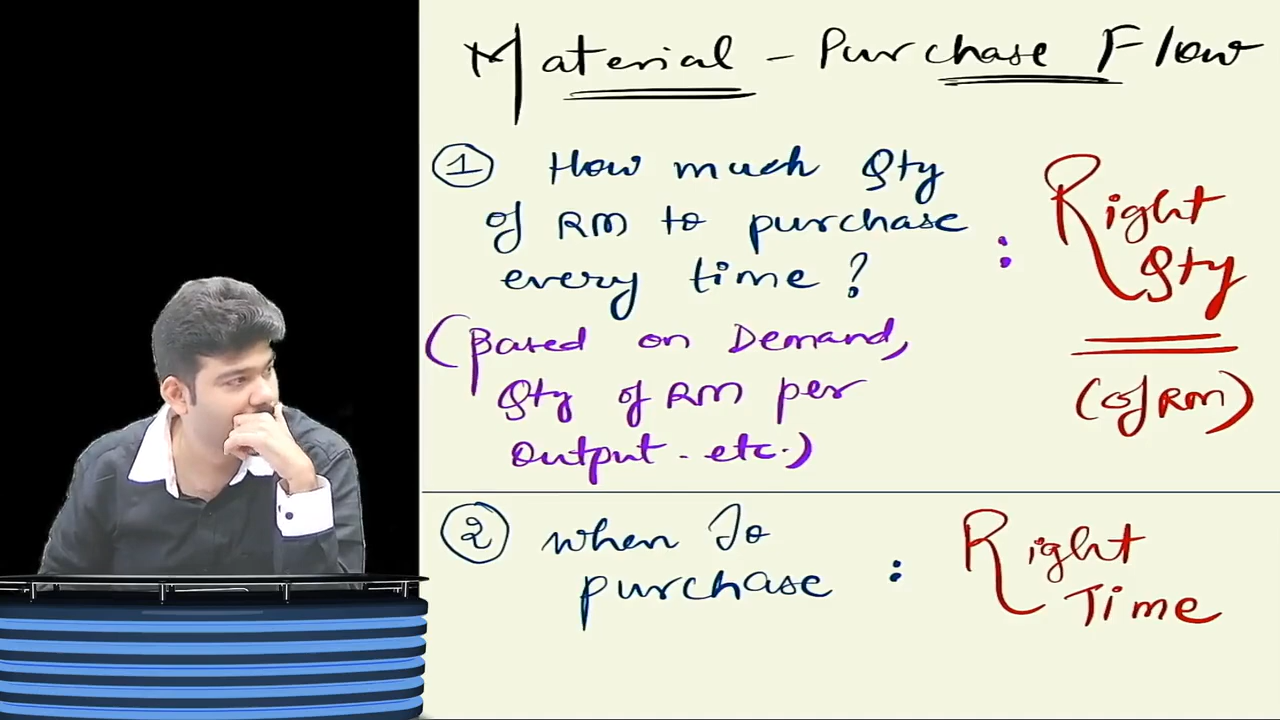 Material - Purchase Flow
① How much Qty
of RM to purchase
every time ?
: Right
Qty
(of RM)
(Based on Demand,
Qty of RM per
output. etc.)
② When To
purchase
: Right
Time